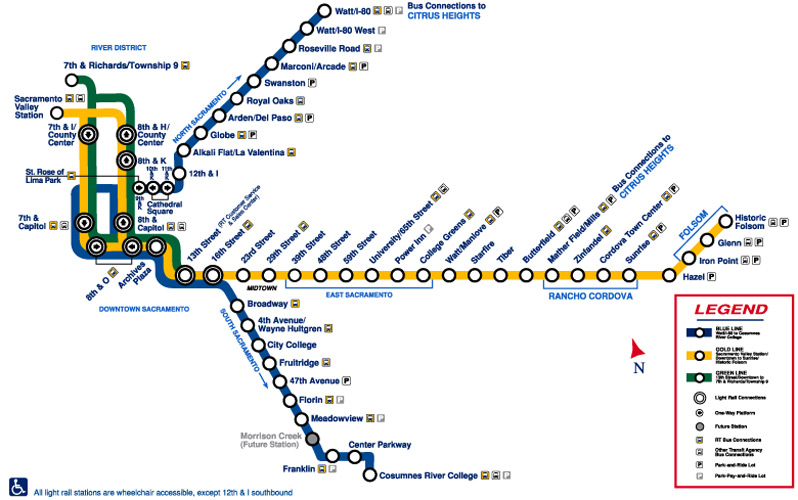 Watt/I-80
Bus Connections to
CITRUS HEIGHTS
Watt/I-80 West
Roseville Road
Marconi/Arcade
Swanston
Royal Oaks
Arden/Del Paso
Globe
Alkali Flat/La Valentina
12th & I
NORTH SACRAMENTO
RIVER DISTRICT
7th & Richards/Township 9
Sacramento
Valley
Station
7th & I/
County
Center
8th & H/
County
Center
8th & K
St. Rose of
Lima Park
9th
& K
10th
& K
11th
& K
Cathedral
Square
7th &
Capitol
8th &
Capitol
8th & O
Archives
Plaza
DOWNTOWN SACRAMENTO
13th Street
(RT Customer Service
& Sales Center)
16th Street
23rd Street
29th Street
MIDTOWN
39th Street
48th Street
59th Street
University/65th Street
Power Inn
College Greens
EAST SACRAMENTO
Watt/Manlove
Starfire
Tiber
Butterfield
Mather Field/Mills
Zinfandel
Cordova Town Center
Sunrise
RANCHO CORDOVA
Bus Connections to
CITRUS HEIGHTS
Hazel
Iron Point
Glenn
Historic
Folsom
FOLSOM
Broadway
4th Avenue/
Wayne Hultgren
City College
Fruitridge
47th Avenue
Florin
Meadowview
SOUTH SACRAMENTO
Morrison Creek
(Future Station)
Franklin
Center Parkway
Cosumnes River College
N
LEGEND
BLUE LINE
Watt/I-80 to Cosumnes
River College
GOLD LINE
Sacramento Valley Station/
Downtown to Sunrise/
Historic Folsom
GREEN LINE
13th Street/Downtown to
7th & Richards/Township 9
Light Rail Connections
One-Way Platform
Future Station
RT Bus Connections
Other Transit Agency
Bus Connections
Park-and-Ride Lot
Park-Pay-and-Ride Lot
All light rail stations are wheelchair accessible, except 12th & I southbound